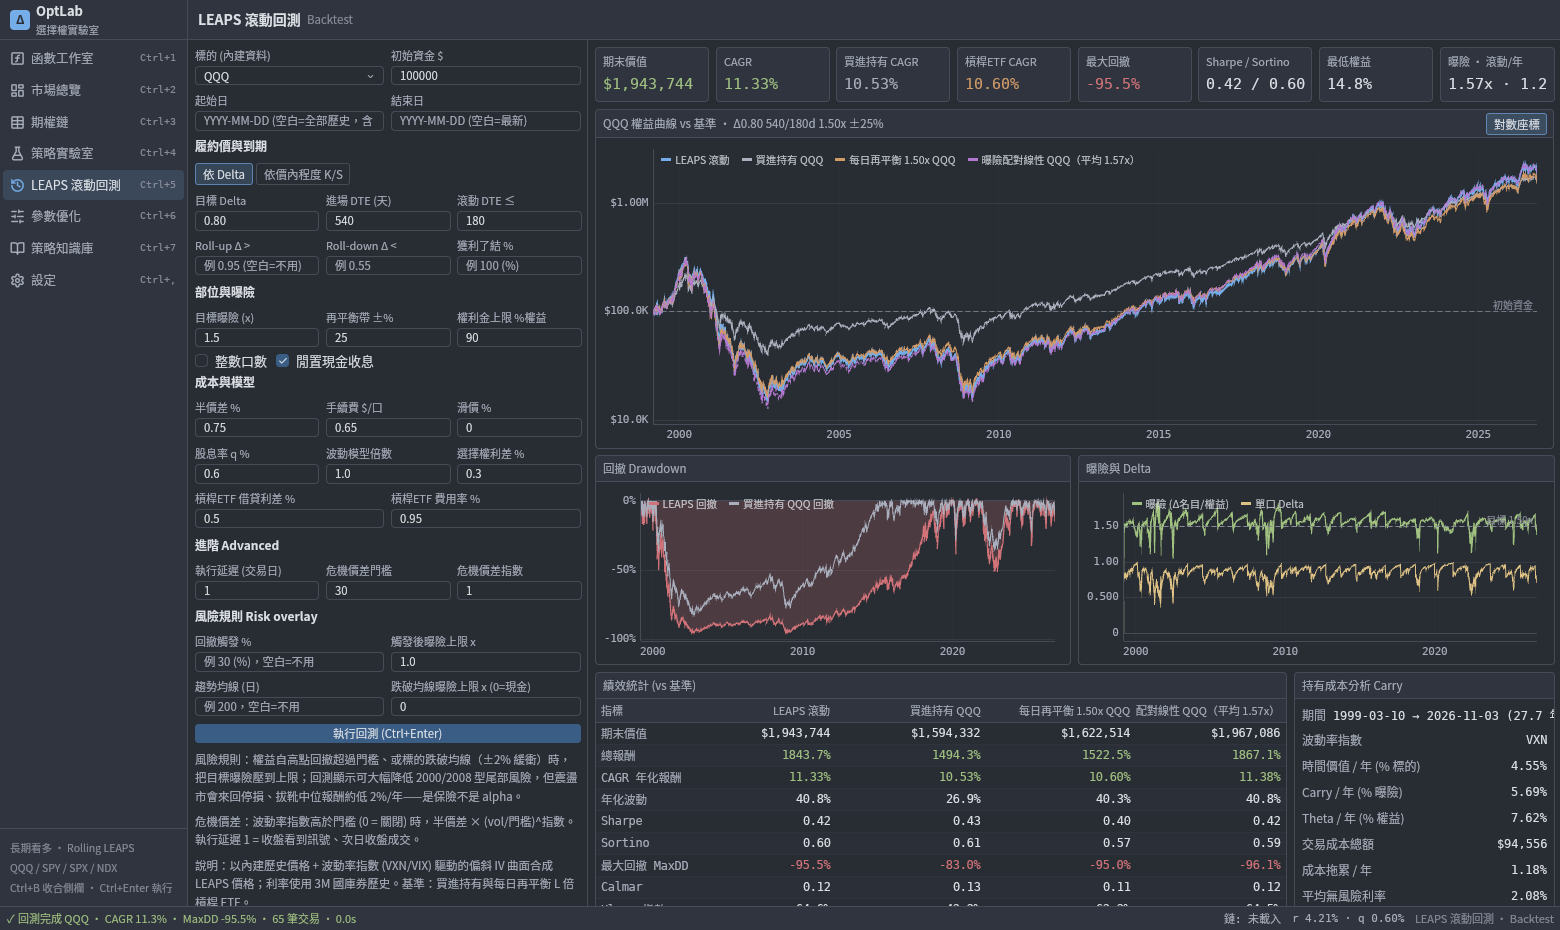 Δ OptLab
選擇權實驗室
函數工作室 Ctrl+1
市場總覽 Ctrl+2
期權鏈 Ctrl+3
策略實驗室 Ctrl+4
LEAPS 滾動回測 Ctrl+5
參數優化 Ctrl+6
策略知識庫 Ctrl+7
設定 Ctrl+,
長期看多 · Rolling LEAPS
QQQ / SPY / SPX / NDX
Ctrl+B 收合側欄 · Ctrl+Enter 執行
LEAPS 滾動回測 Backtest
標的 (內建資料) 初始資金 $
QQQ 100000
起始日 結束日
YYYY-MM-DD (空白=全部歷史，含 YYYY-MM-DD (空白=最新)
履約價與到期
依 Delta 依價內程度 K/S
目標 Delta 進場 DTE (天) 滾動 DTE ≤
0.80 540 180
Roll-up Δ > Roll-down Δ < 獲利了結 %
例 0.95 (空白=不用) 例 0.55 例 100 (%)
部位與曝險
目標曝險 (x) 再平衡帶 ±% 權利金上限 %權益
1.5 25 90
整數口數 閒置現金收息
成本與模型
半價差 % 手續費 $/口 滑價 %
0.75 0.65 0
股息率 q % 波動模型倍數 選擇權利差 %
0.6 1.0 0.3
槓桿ETF 借貸利差 % 槓桿ETF 費用率 %
0.5 0.95
進階 Advanced
執行延遲 (交易日) 危機價差門檻 危機價差指數
1 30 1
風險規則 Risk overlay
回撤觸發 % 觸發後曝險上限 x
例 30 (%)，空白=不用 1.0
趨勢均線 (日) 跌破均線曝險上限 x (0=現金)
例 200，空白=不用 0
執行回測 (Ctrl+Enter)
風險規則：權益自高點回撤超過門檻、或標的跌破均線（±2% 緩衝）時，
把目標曝險壓到上限；回測顯示可大幅降低 2000/2008 型尾部風險，但震盪
市會來回停損、拔靴中位報酬約低 2%/年——是保險不是 alpha。
危機價差：波動率指數高於門檻 (0 = 關閉) 時，半價差 × (vol/門檻)^指數。
執行延遲 1 = 收盤看到訊號、次日收盤成交。
說明：以內建歷史價格 + 波動率指數 (VXN/VIX) 驅動的偏斜 IV 曲面合成
LEAPS 價格；利率使用 3M 國庫券歷史。基準：買進持有與每日再平衡 L 倍
槓桿 ETF。
期末價值 CAGR 買進持有 CAGR 槓桿ETF CAGR 最大回撤 Sharpe / Sortino 最低權益 曝險 · 滾動/年
$1,943,744 11.33% 10.53% 10.60% -95.5% 0.42 / 0.60 14.8% 1.57x · 1.2
QQQ 權益曲線 vs 基準 · Δ0.80 540/180d 1.50x ±25% 對數座標
LEAPS 滾動 買進持有 QQQ 每日再平衡 1.50x QQQ 曝險配對線性 QQQ（平均 1.57x）
$1.00M
$100.0K 初始資金
$10.0K
2000 2005 2010 2015 2020 2025
回撤 Drawdown
LEAPS 回撤 買進持有 QQQ 回撤
0%
-50%
-100%
2000 2010 2020
曝險與 Delta
曝險 (Δ名目/權益) 單口 Delta
1.50
1.00
0.500
0
2000 2010 2020
績效統計 (vs 基準)
指標 LEAPS 滾動 買進持有 QQQ 每日再平衡 1.50x QQQ 配對線性 QQQ（平均 1.57x）
期末價值 $1,943,744 $1,594,332 $1,622,514 $1,967,086
總報酬 1843.7% 1494.3% 1522.5% 1867.1%
CAGR 年化報酬 11.33% 10.53% 10.60% 11.38%
年化波動 40.8% 26.9% 40.3% 40.8%
Sharpe 0.42 0.43 0.40 0.42
Sortino 0.60 0.61 0.57 0.59
最大回撤 MaxDD -95.5% -83.0% -95.0% -96.1%
Calmar 0.12 0.13 0.11 0.12
持有成本分析 Carry
期間 1999-03-10 → 2026-11-03 (27.7
波動率指數 VXN
時間價值 / 年 (% 標的) 4.55%
Carry / 年 (% 曝險) 5.69%
Theta / 年 (% 權益) 7.62%
交易成本總額 $94,556
成本拖累 / 年 1.18%
平均無風險利率 2.08%
✓ 回測完成 QQQ · CAGR 11.3% · MaxDD -95.5% · 65 筆交易 · 0.0s
鏈: 未載入 r 4.21% · q 0.60% LEAPS 滾動回測 · Backtest